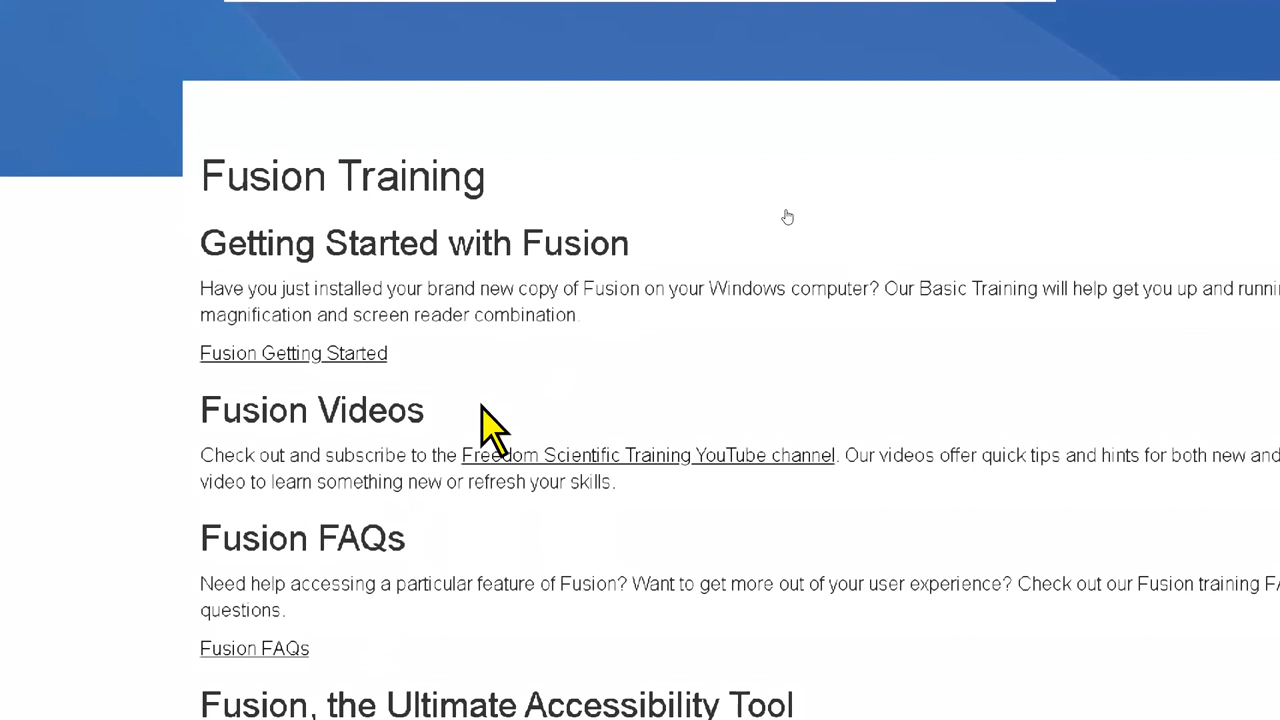 Fusion Training
Getting Started with Fusion
Have you just installed your brand new copy of Fusion on your Windows computer? Our Basic Training will help get you up and
magnification and screen reader combination.
Fusion Getting Started
Fusion Videos
Check out and subscribe to the Freedom Scientific Training YouTube channel. Our videos offer quick tips and hints for both new and
video to learn something new or refresh your skills.
Fusion FAQs
Need help accessing a particular feature of Fusion? Want to get more out of your user experience? Check out our Fusion training
questions.
Fusion FAQs
Fusion, the Ultimate Accessibility Tool